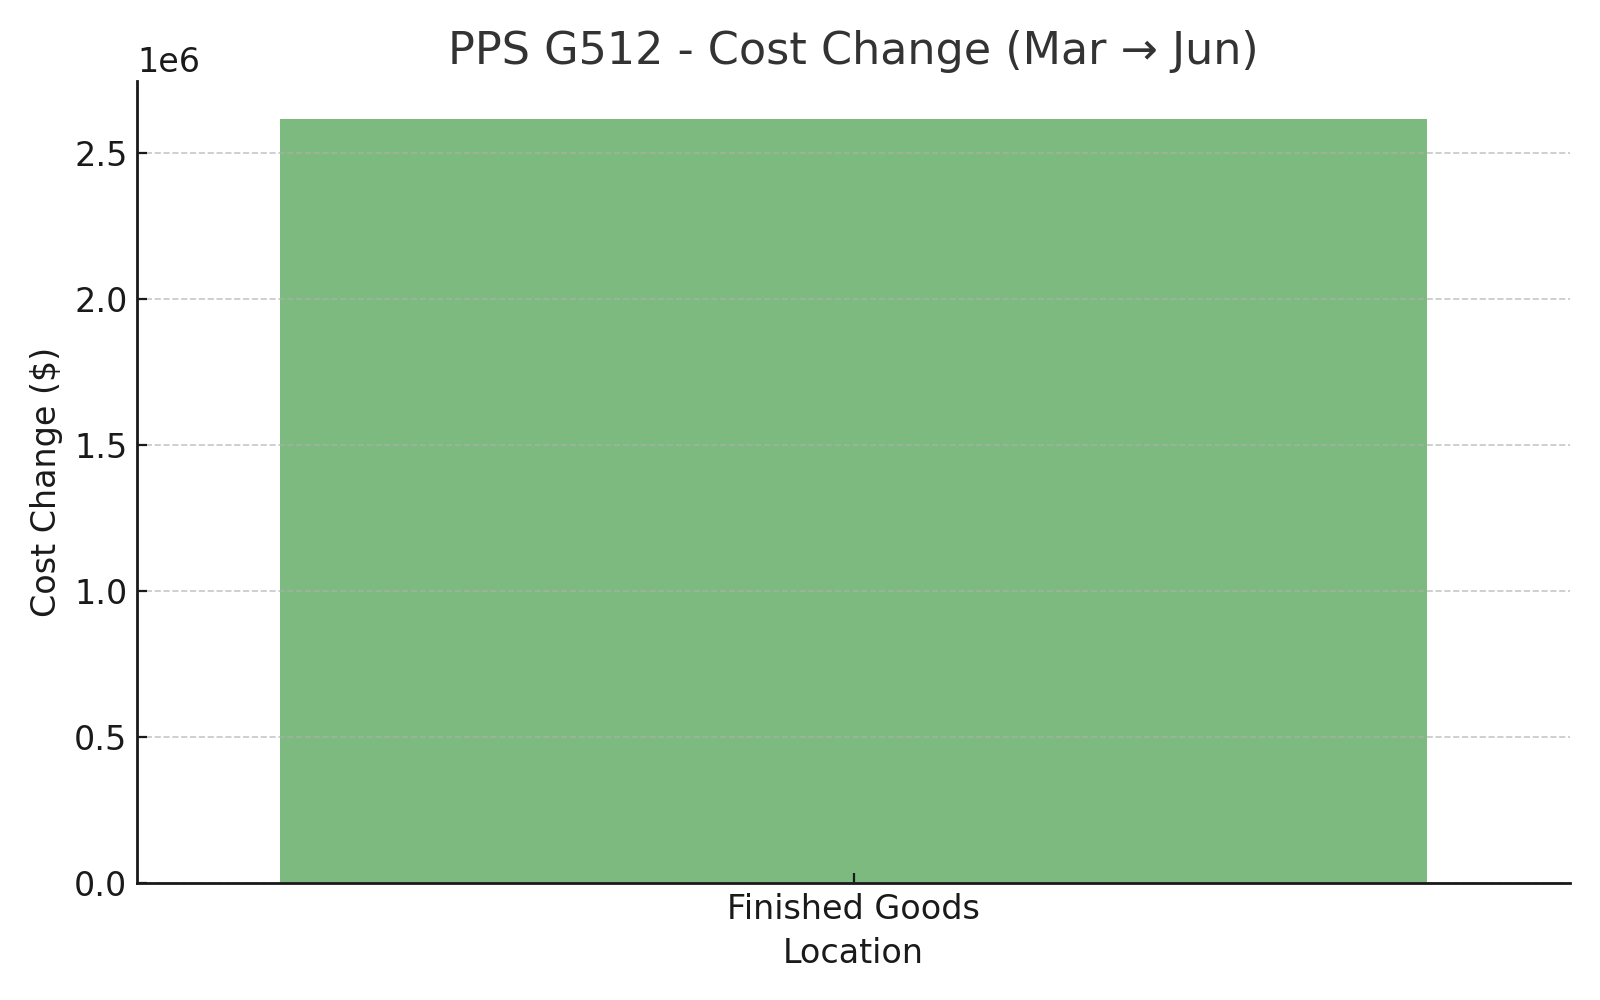 PPS G512 - Cost Change (Mar → Jun)
1e6
2.5
2.0
1.5
1.0
0.5
0.0
Cost Change ($)
Finished Goods
Location